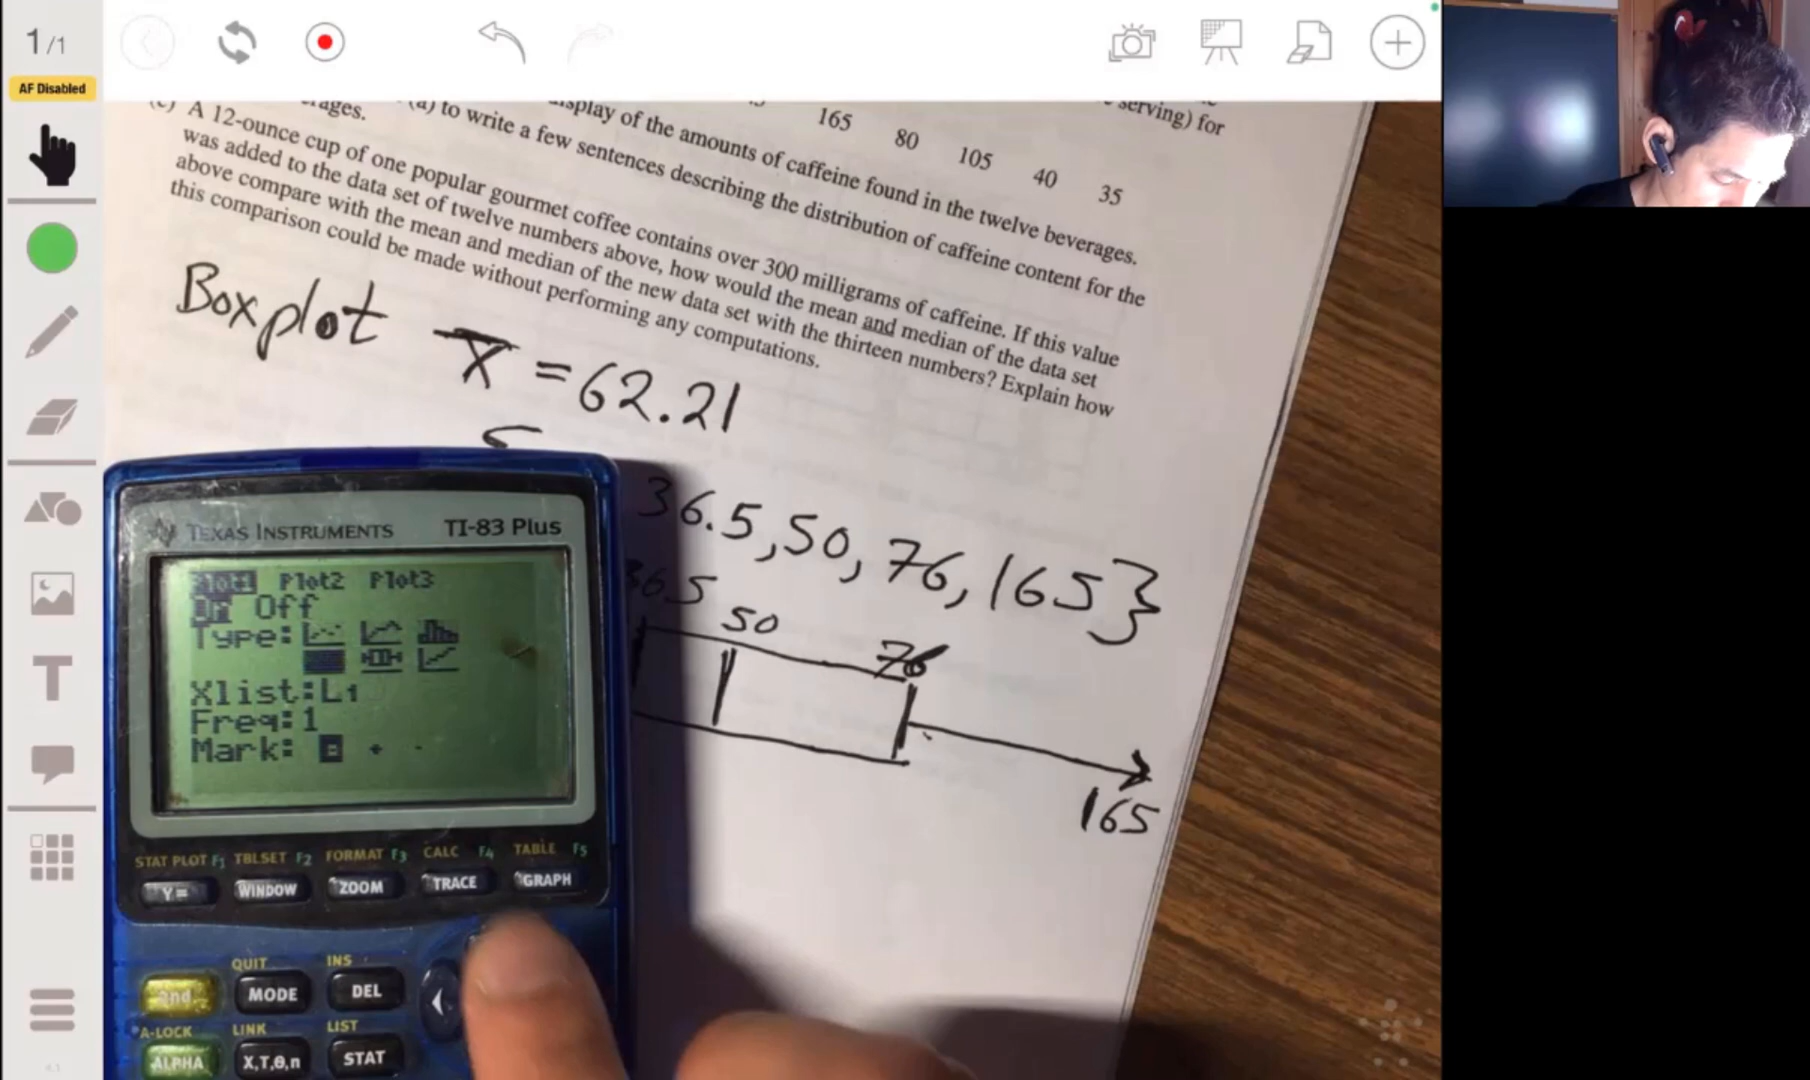 1/1
AF Disabled
serving) for
165 80 105 40 35
display of the amounts of caffeine found in the twelve beverages.
(a) to write a few sentences describing the distribution of caffeine content for the
A 12-ounce cup of one popular gourmet coffee contains over 300 milligrams of caffeine. If this value
was added to the data set of twelve numbers above, how would the mean and median of the data set
above compare with the mean and median of the new data set with the thirteen numbers? Explain how
this comparison could be made without performing any computations.
Boxplot x̅ = 62.21
36.5, 50, 76, 165}
36.5 50 76
165
TEXAS INSTRUMENTS TI-83 Plus
Plot1 Plot2 Plot3
On Off
Type:
Xlist:L1
Freq:1
Mark:
STAT PLOT F1 TBLSET F2 FORMAT F3 CALC F4 TABLE F5
Y= WINDOW ZOOM TRACE GRAPH
QUIT INS
2nd MODE DEL
A-LOCK LINK LIST
ALPHA X,T,θ,n STAT
T